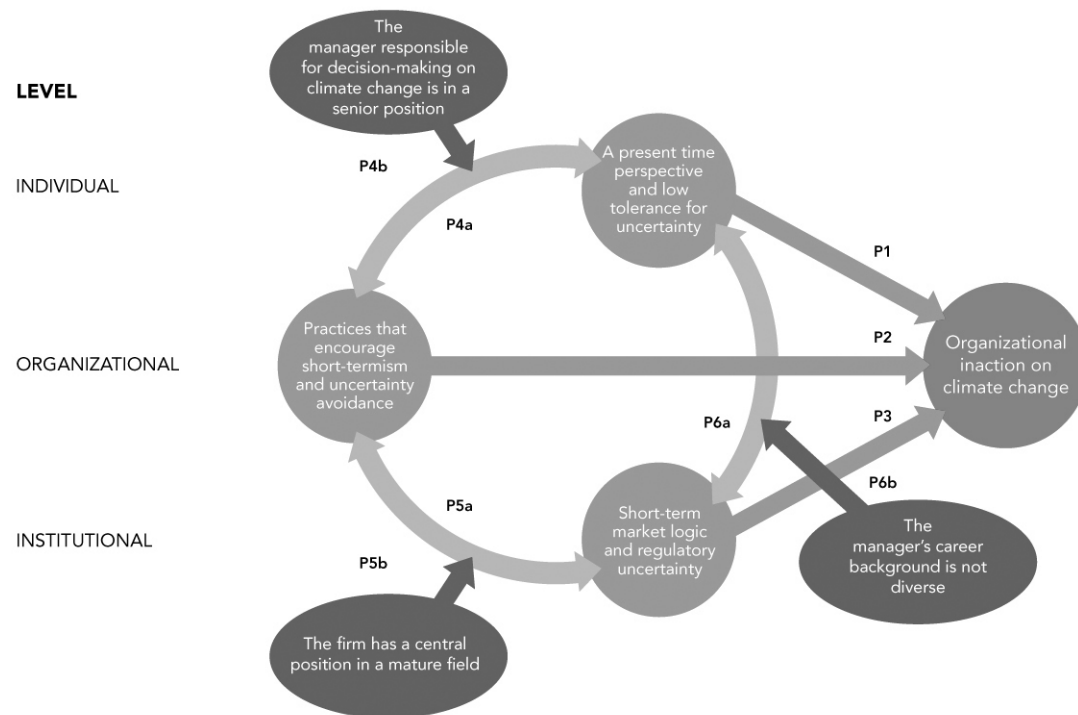 The
manager responsible
for decision-making on
climate change is in a
senior position
LEVEL
P4b
INDIVIDUAL
A present time
perspective
and low
tolerance for
uncertainty
P4a
P1
Practices that
encourage
short-termism
and uncertainty
avoidance
ORGANIZATIONAL
P2
Organizational
inaction on
climate change
P6a
P3
P5a
P6b
INSTITUTIONAL
Short-term
market logic
and regulatory
uncertainty
The
manager’s career
background is not
diverse
P5b
The firm has a central
position in a mature field